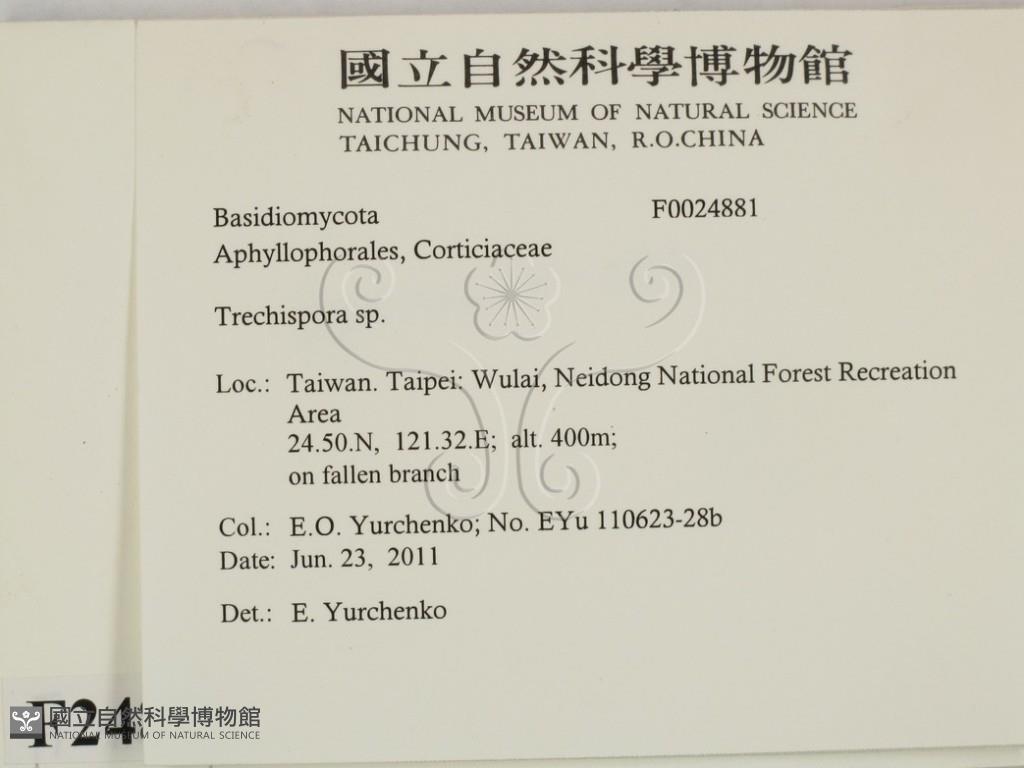 國立自然科學博物館
NATIONAL MUSEUM OF NATURAL SCIENCE
TAICHUNG, TAIWAN, R.O.CHINA
Basidiomycota F0024881
Aphyllophorales, Corticiaceae
Trechispora sp.
Loc.: Taiwan. Taipei: Wulai, Neidong National Forest Recreation
Area
24.50.N, 121.32.E; alt. 400m;
on fallen branch
Col.: E.O. Yurchenko; No. EYu 110623-28b
Date: Jun. 23, 2011
Det.: E. Yurchenko
F24
國立自然科學博物館
NATIONAL MUSEUM OF NATURAL SCIENCE